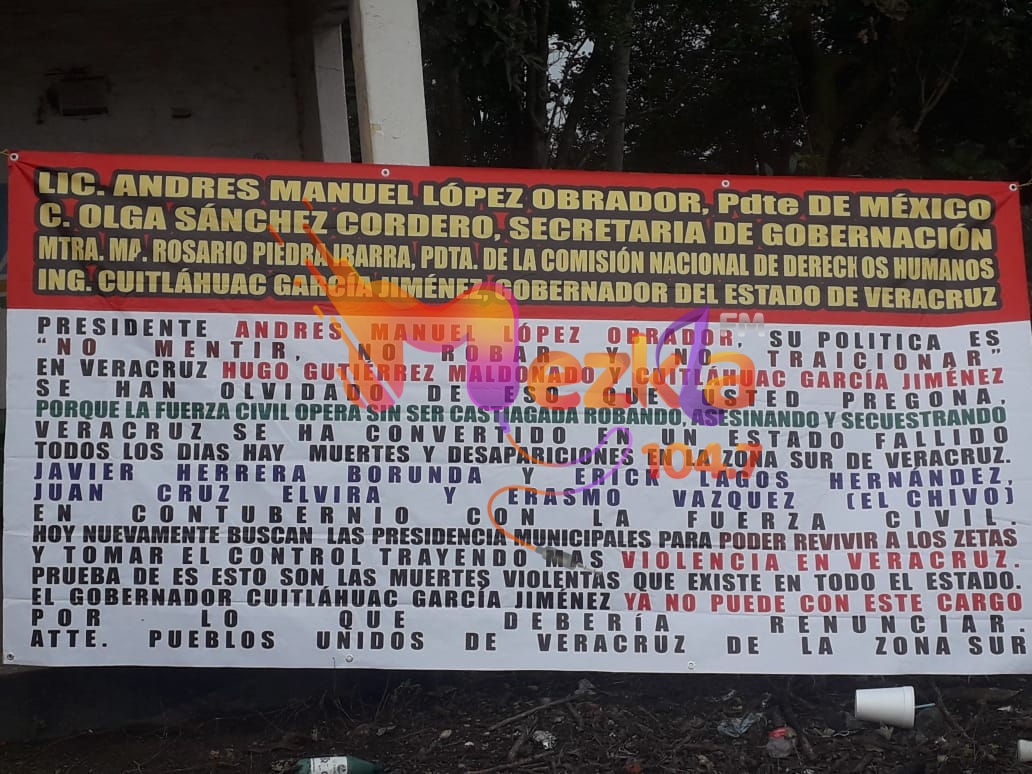 LIC. ANDRES MANUEL LÓPEZ OBRADOR, Pdte DE MÉXICO
C. OLGA SÁNCHEZ CORDERO, SECRETARIA DE GOBERNACIÓN
MTRA. MA. ROSARIO PIEDRA IBARRA, PDTA. DE LA COMISIÓN NACIONAL DE DERECHOS HUMANOS
ING. CUITLÁHUAC GARCÍA JIMÉNEZ, GOBERNADOR DEL ESTADO DE VERACRUZ
PRESIDENTE ANDRES MANUEL LÓPEZ OBRADOR, SU POLITICA ES
“NO MENTIR, NO ROBAR Y NO TRAICIONAR”
EN VERACRUZ HUGO GUTIÉRREZ MALDONADO Y CUITLÁHUAC GARCÍA JIMÉNEZ
SE HAN OLVIDADO DE ESO QUE USTED PREGONA,
PORQUE LA FUERZA CIVIL OPERA SIN SER CASTIAGADA ROBANDO, ASESINANDO Y SECUESTRANDO
VERACRUZ SE HA CONVERTIDO EN UN ESTADO FALLIDO
TODOS LOS DÍAS HAY MUERTES Y DESAPARICIONES EN LA ZONA SUR DE VERACRUZ.
JAVIER HERRERA BORUNDA Y ERICK LAGOS HERNÁNDEZ,
JUAN CRUZ ELVIRA Y ERASMO VAZQUEZ (EL CHIVO)
EN CONTUBERNIO CON LA FUERZA CIVIL.
HOY NUEVAMENTE BUSCAN LAS PRESIDENCIA MUNICIPALES PARA PODER REVIVIR A LOS ZETAS
Y TOMAR EL CONTROL TRAYENDO MAS VIOLENCIA EN VERACRUZ.
PRUEBA DE ES ESTO SON LAS MUERTES VIOLENTAS QUE EXISTE EN TODO EL ESTADO.
EL GOBERNADOR CUITLÁHUAC GARCÍA JIMÉNEZ YA NO PUEDE CON ESTE CARGO
POR LO QUE DEBERÍA RENUNCIAR.
ATTE. PUEBLOS UNIDOS DE VERACRUZ DE LA ZONA SUR
Mezkla FM
104.7